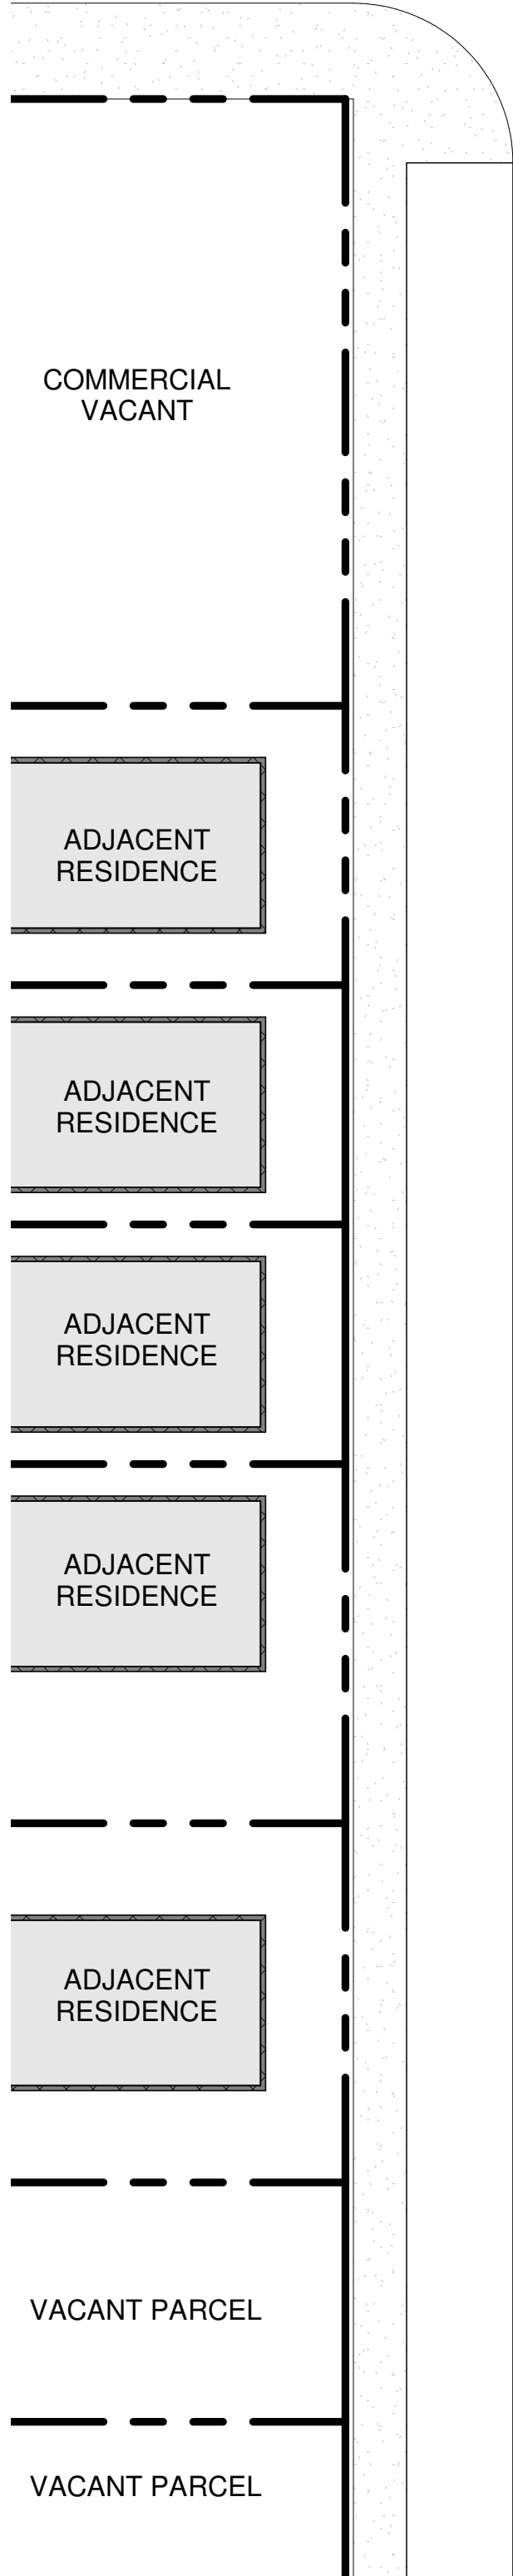 COMMERCIAL
VACANT
ADJACENT
RESIDENCE
ADJACENT
RESIDENCE
ADJACENT
RESIDENCE
ADJACENT
RESIDENCE
ADJACENT
RESIDENCE
VACANT PARCEL
VACANT PARCEL